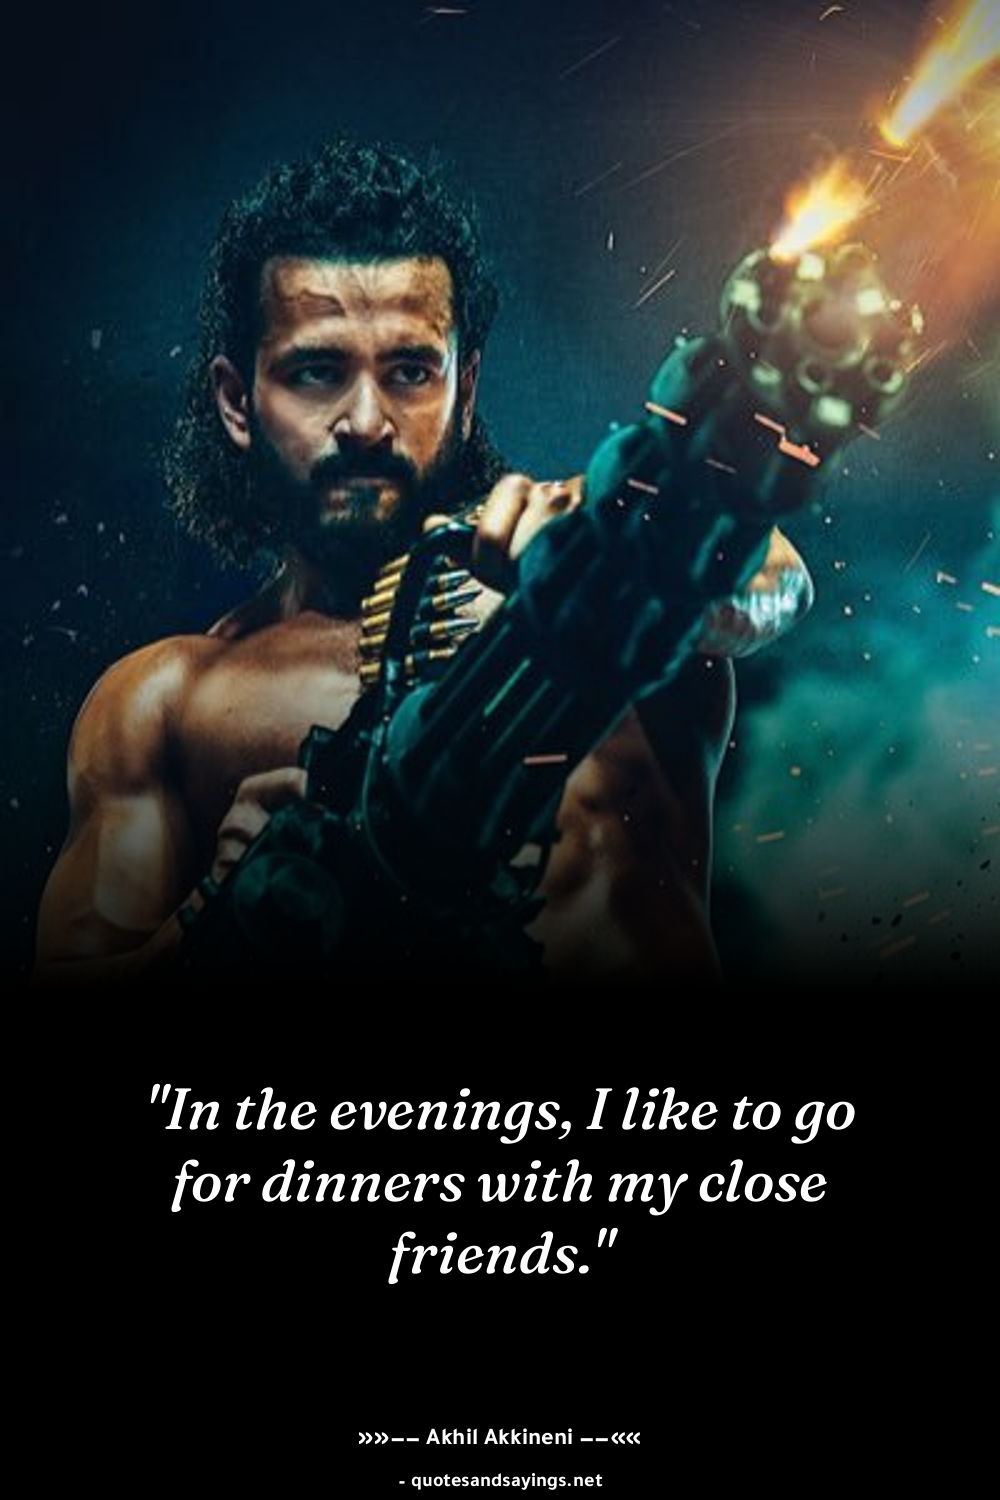 "In the evenings, I like to go
for dinners with my close
friends."
»»−− Akhil Akkineni −−««
- quotesandsayings.net